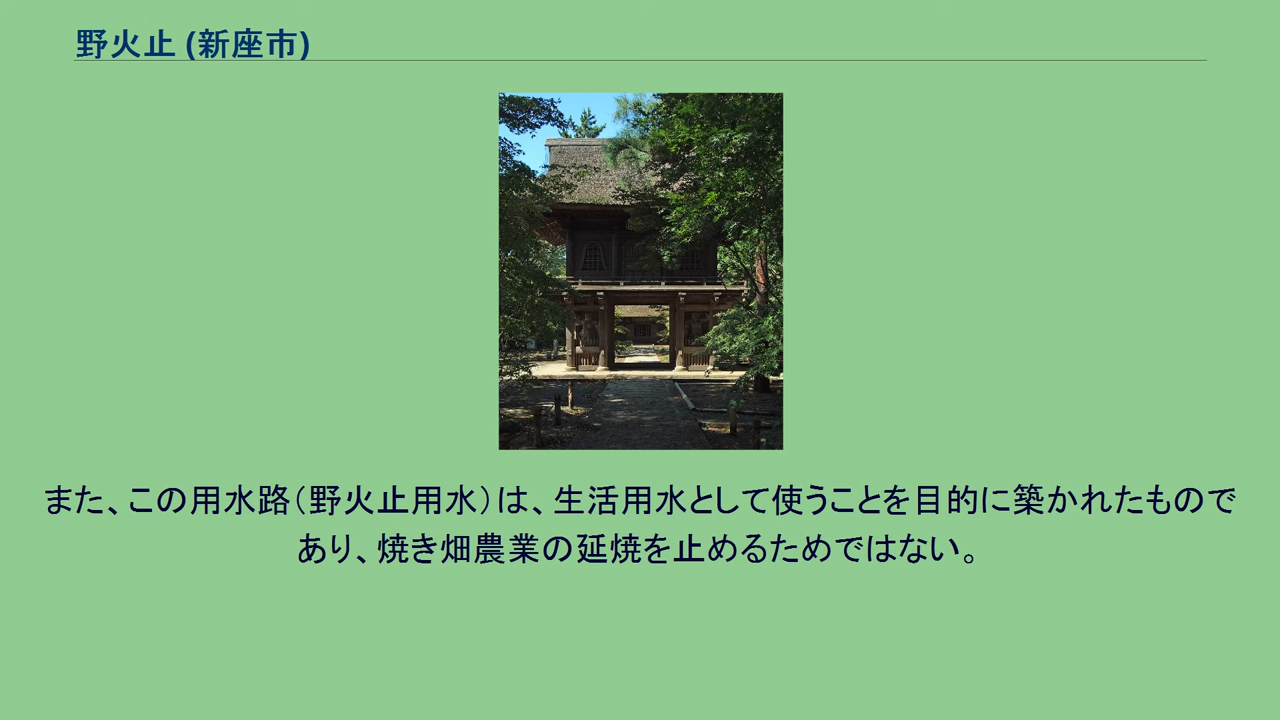 野火止 (新座市)
また、この用水路（野火止用水）は、生活用水として使うことを目的に築かれたもので
あり、焼き畑農業の延焼を止めるためではない。